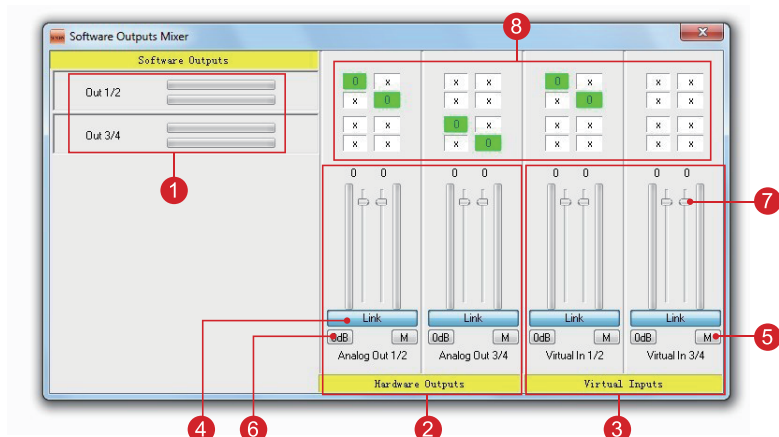 Software Outputs Mixer
8
x
Software Outputs
0 x x x 0 x x x
Out 1/2
x 0 x x x 0 x x
x x 0 x x x x x
Out 3/4
x x x 0 x x x x
1
0 0 0 0 0 0 0 0
7
Link Link Link Link
4
0dB M 0dB M 0dB M 0dB M
5
Analog Out 1/2 Analog Out 3/4 Virtual In 1/2 Virtual In 3/4
Hardware Outputs Virtual Inputs
4 6 2 3